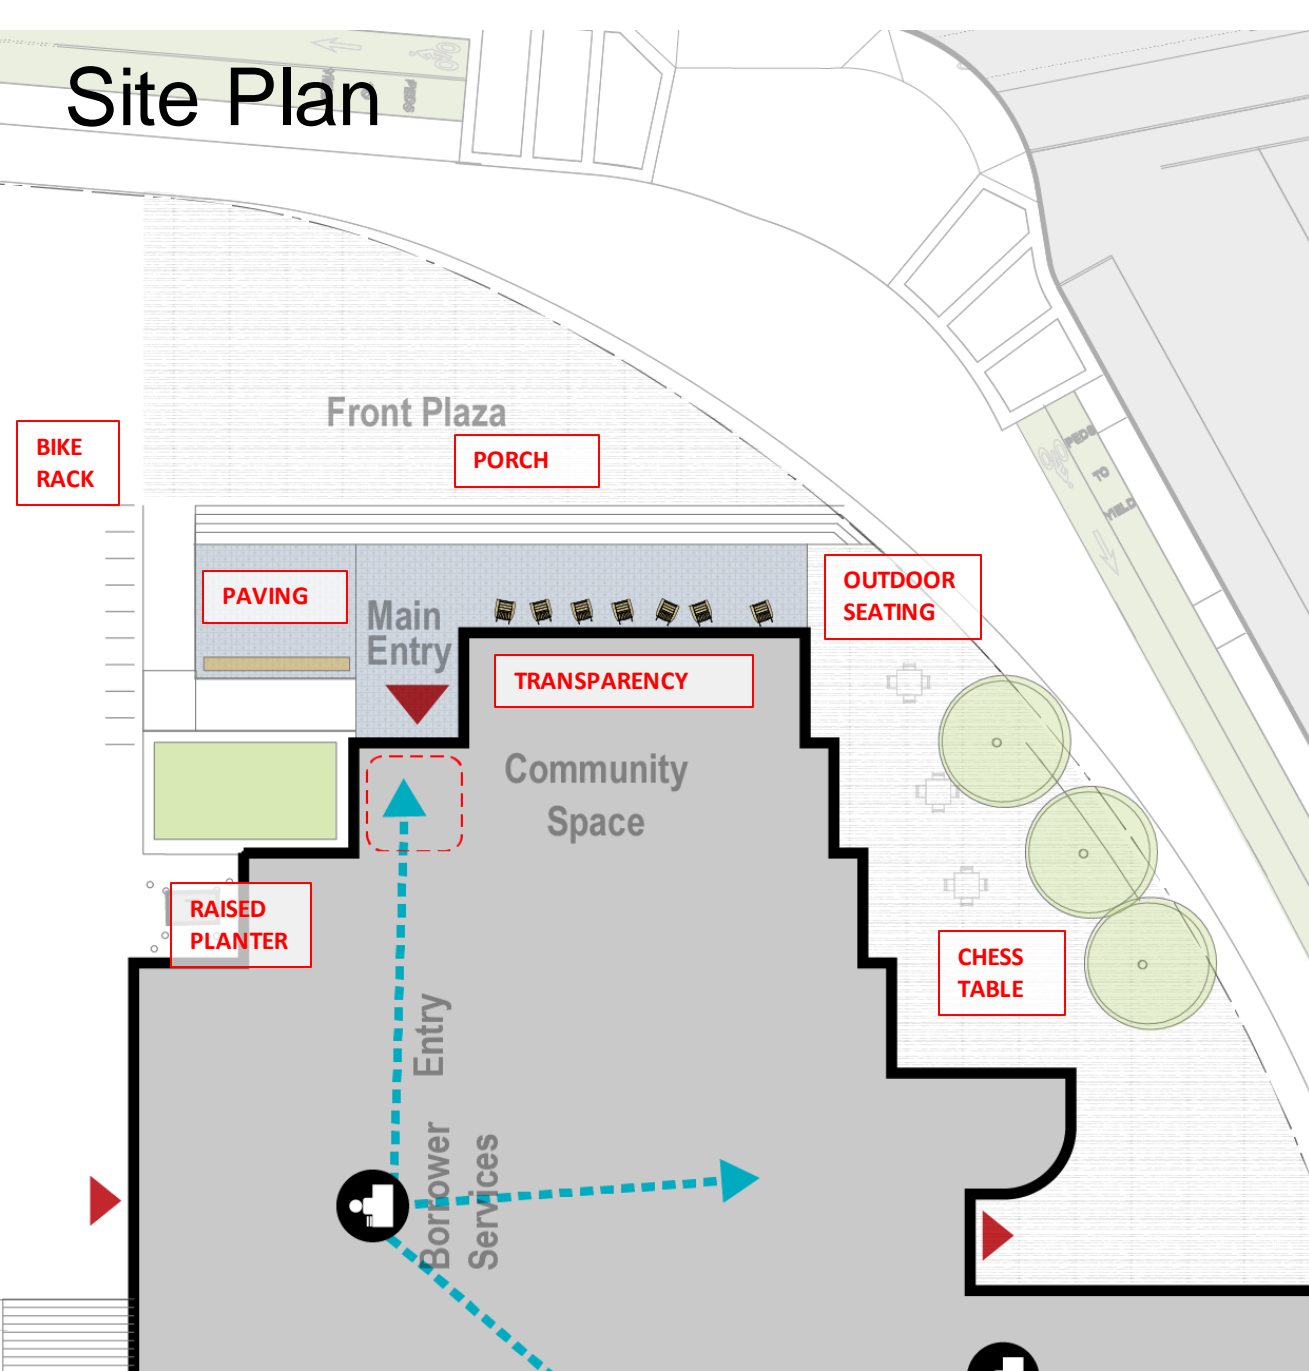 Site Plan
PEDS
Front Plaza
BIKE
RACK
PORCH
PEDS
TO
YIELD
PAVING
OUTDOOR
SEATING
Main
Entry
TRANSPARENCY
Community
Space
RAISED
PLANTER
CHESS
TABLE
Entry
Borrower
Services